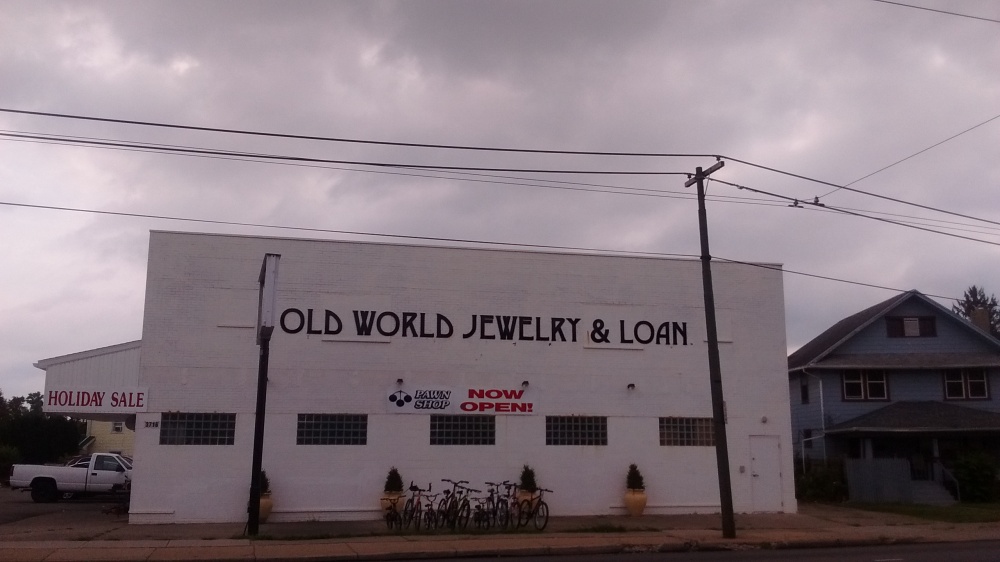 OLD WORLD JEWELRY & LOAN
HOLIDAY SALE
PAWN
SHOP
NOW
OPEN!